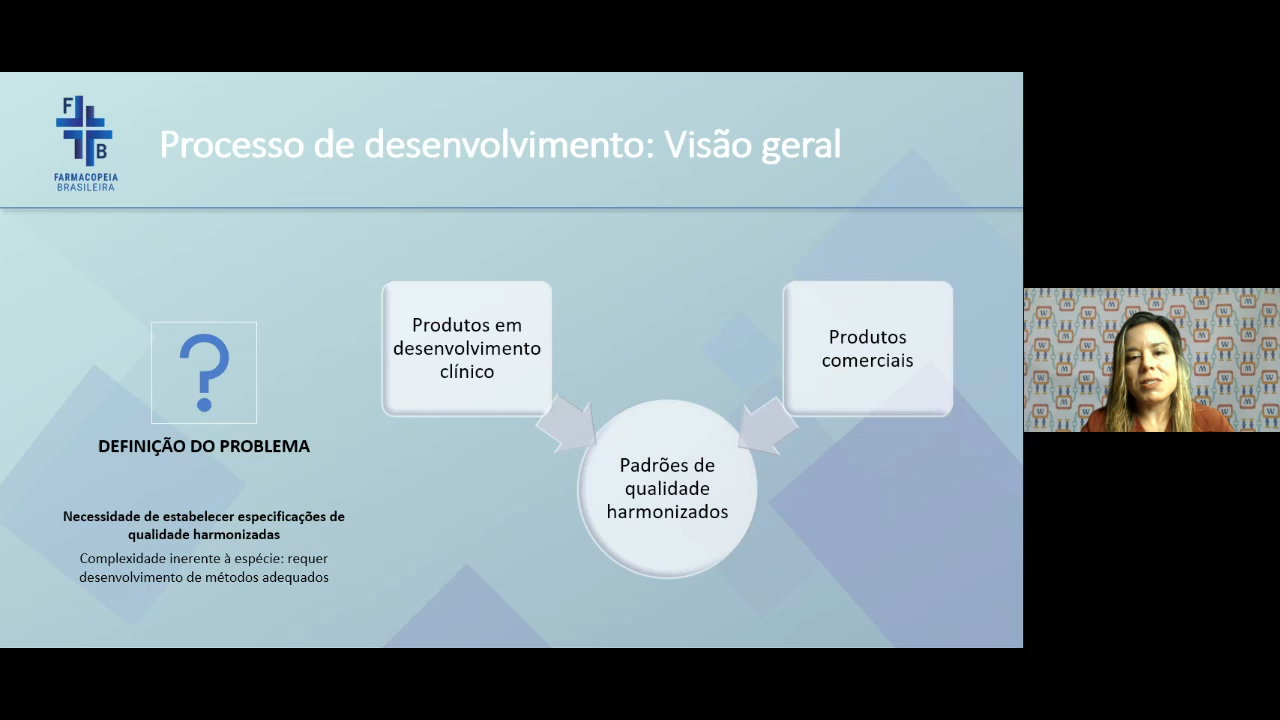 F
B
FARMACOPEIA
BRASILEIRA
Processo de desenvolvimento: Visão geral
?
DEFINIÇÃO DO PROBLEMA
Necessidade de estabelecer especificações de
qualidade harmonizadas
Complexidade inerente à espécie: requer
desenvolvimento de métodos adequados
Produtos em
desenvolvimento
clínico
Produtos
comerciais
Padrões de
qualidade
harmonizados